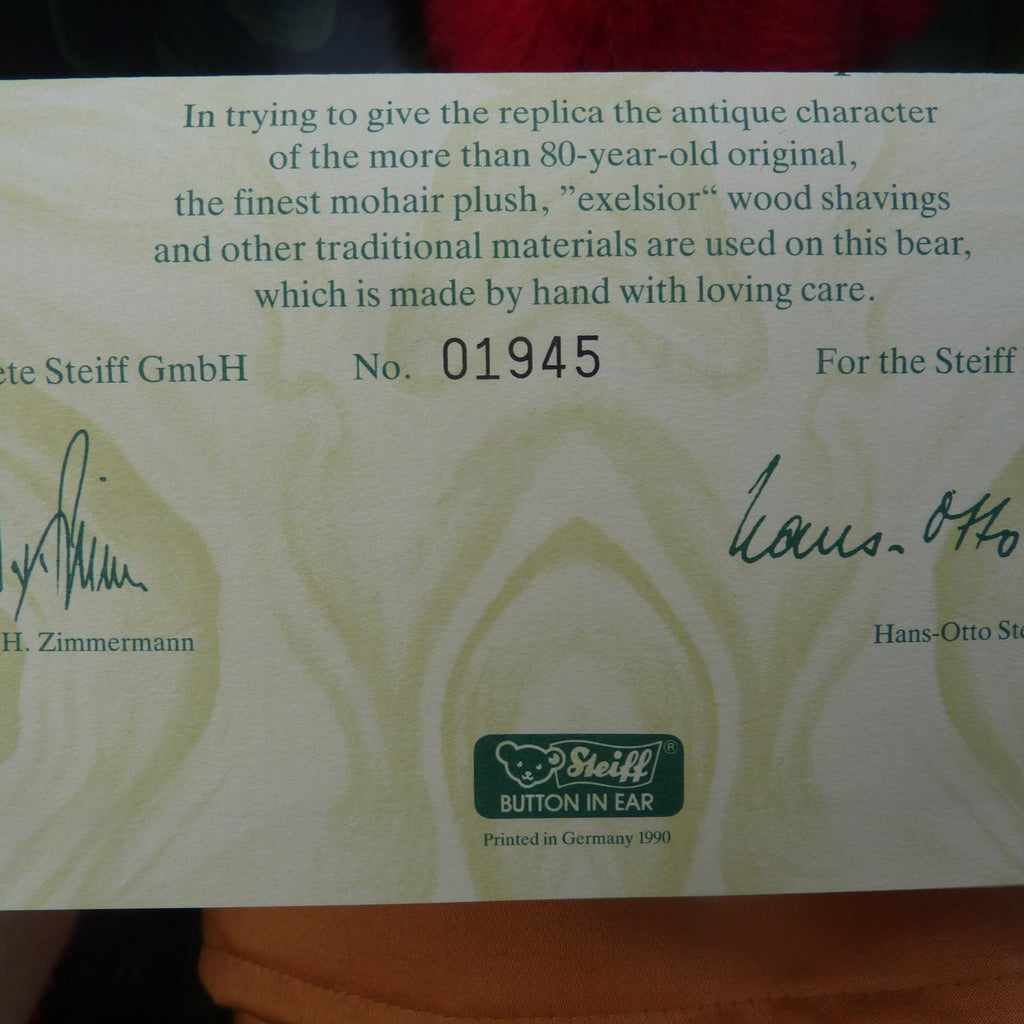 In trying to give the replica the antique character
of the more than 80-year-old original,
the finest mohair plush, ”exelsior“ wood shavings
and other traditional materials are used on this bear,
which is made by hand with loving care.
ete Steiff GmbH No. 01945 For the Steiff
Hans-Otto
H. Zimmermann Hans-Otto Ste
Steiff ®
BUTTON IN EAR
Printed in Germany 1990